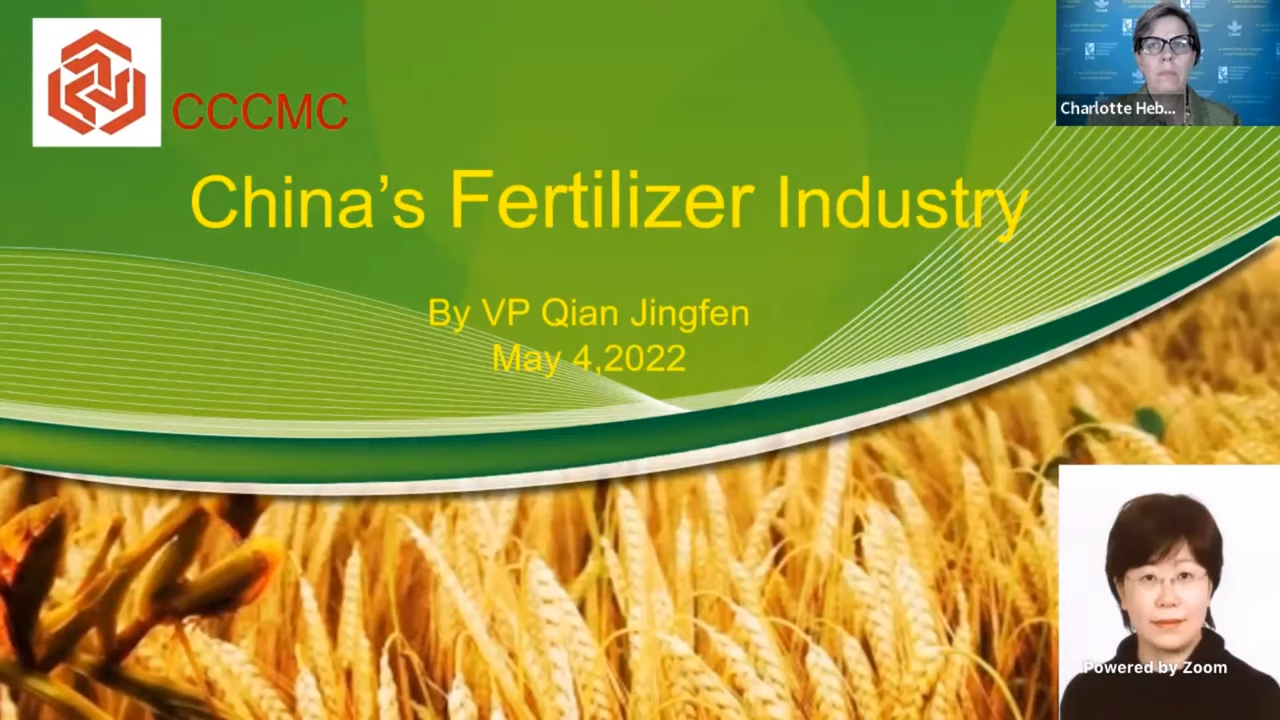 CCCMC
China’s Fertilizer Industry
By VP Qian Jingfen
May 4,2022
Charlotte Heb...
Powered by Zoom